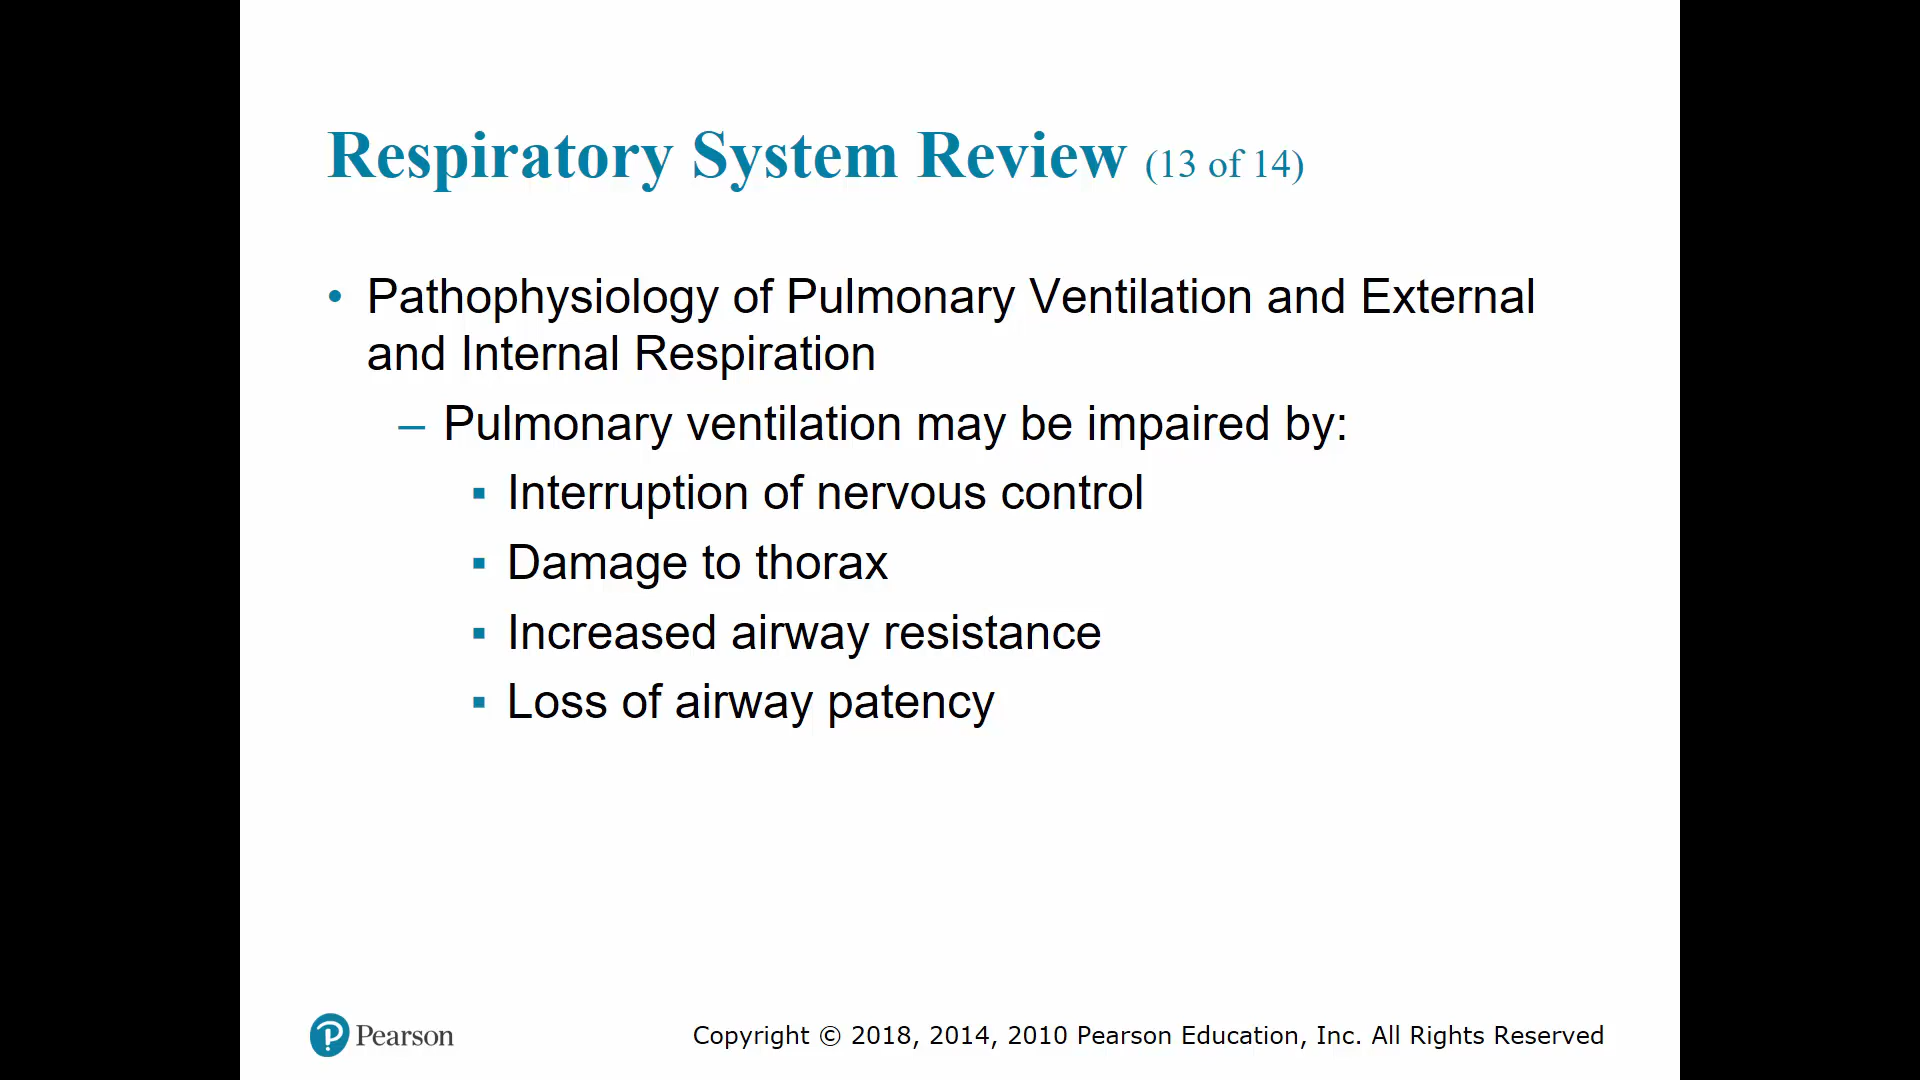 Respiratory System Review (13 of 14)
• Pathophysiology of Pulmonary Ventilation and External
and Internal Respiration
– Pulmonary ventilation may be impaired by:
▪ Interruption of nervous control
▪ Damage to thorax
▪ Increased airway resistance
▪ Loss of airway patency
P Pearson
Copyright © 2018, 2014, 2010 Pearson Education, Inc. All Rights Reserved